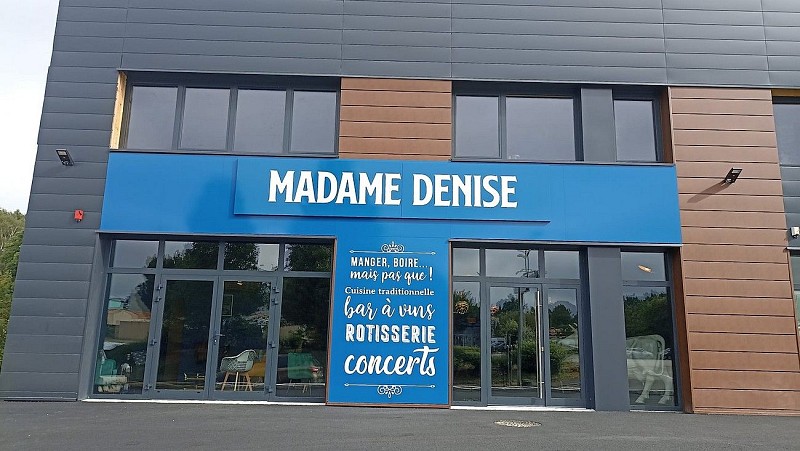 MADAME DENISE
MANGER, BOIRE...
mais pas que !
Cuisine traditionnelle
bar à vins
ROTISSERIE
concerts